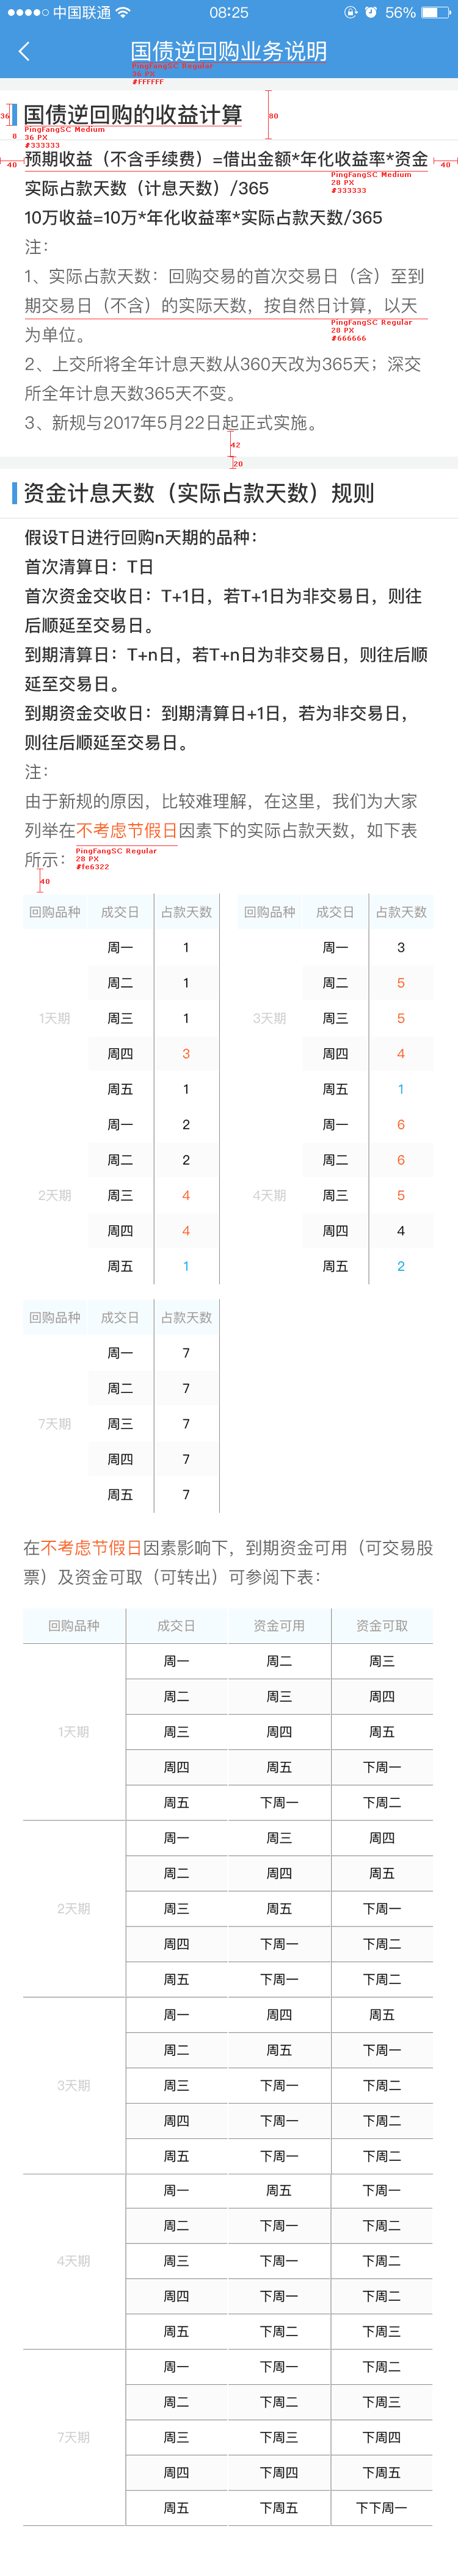 中国联通 08:25 56%
国债逆回购业务说明
PingFangSC Regular
36 PX
#FFFFFF
36
国债逆回购的收益计算
80
8
PingFangSC Medium
36 PX
#333333
40
预期收益（不含手续费）=借出金额*年化收益率*资金
40
实际占款天数（计息天数）/365
PingFangSC Medium
28 PX
#333333
10万收益=10万*年化收益率*实际占款天数/365
注：
1、实际占款天数：回购交易的首次交易日（含）至到
期交易日（不含）的实际天数，按自然日计算，以天
为单位。
PingFangSC Regular
28 PX
#666666
2、上交所将全年计息天数从360天改为365天；深交
所全年计息天数365天不变。
3、新规与2017年5月22日起正式实施。
42
20
资金计息天数（实际占款天数）规则
假设T日进行回购n天期的品种：
首次清算日：T日
首次资金交收日：T+1日，若T+1日为非交易日，则往
后顺延至交易日。
到期清算日：T+n日，若T+n日为非交易日，则往后顺
延至交易日。
到期资金交收日：到期清算日+1日，若为非交易日，
则往后顺延至交易日。
注：
由于新规的原因，比较难理解，在这里，我们为大家
列举在不考虑节假日因素下的实际占款天数，如下表
所示：
PingFangSC Regular
28 PX
#fe6322
40
回购品种 成交日 占款天数 回购品种 成交日 占款天数
周一 1 周一 3
周二 1 周二 5
1天期 周三 1 3天期 周三 5
周四 3 周四 4
周五 1 周五 1
周一 2 周一 6
周二 2 周二 6
2天期 周三 4 4天期 周三 5
周四 4 周四 4
周五 1 周五 2
回购品种 成交日 占款天数
周一 7
周二 7
7天期 周三 7
周四 7
周五 7
在不考虑节假日因素影响下，到期资金可用（可交易股
票）及资金可取（可转出）可参阅下表：
回购品种 成交日 资金可用 资金可取
周一 周二 周三
周二 周三 周四
1天期 周三 周四 周五
周四 周五 下周一
周五 下周一 下周二
周一 周三 周四
周二 周四 周五
2天期 周三 周五 下周一
周四 下周一 下周二
周五 下周一 下周二
周一 周四 周五
周二 周五 下周一
3天期 周三 下周一 下周二
周四 下周一 下周二
周五 下周一 下周二
周一 周五 下周一
周二 下周一 下周二
4天期 周三 下周一 下周二
周四 下周一 下周二
周五 下周二 下周三
周一 下周一 下周二
周二 下周二 下周三
7天期 周三 下周三 下周四
周四 下周四 下周五
周五 下周五 下下周一